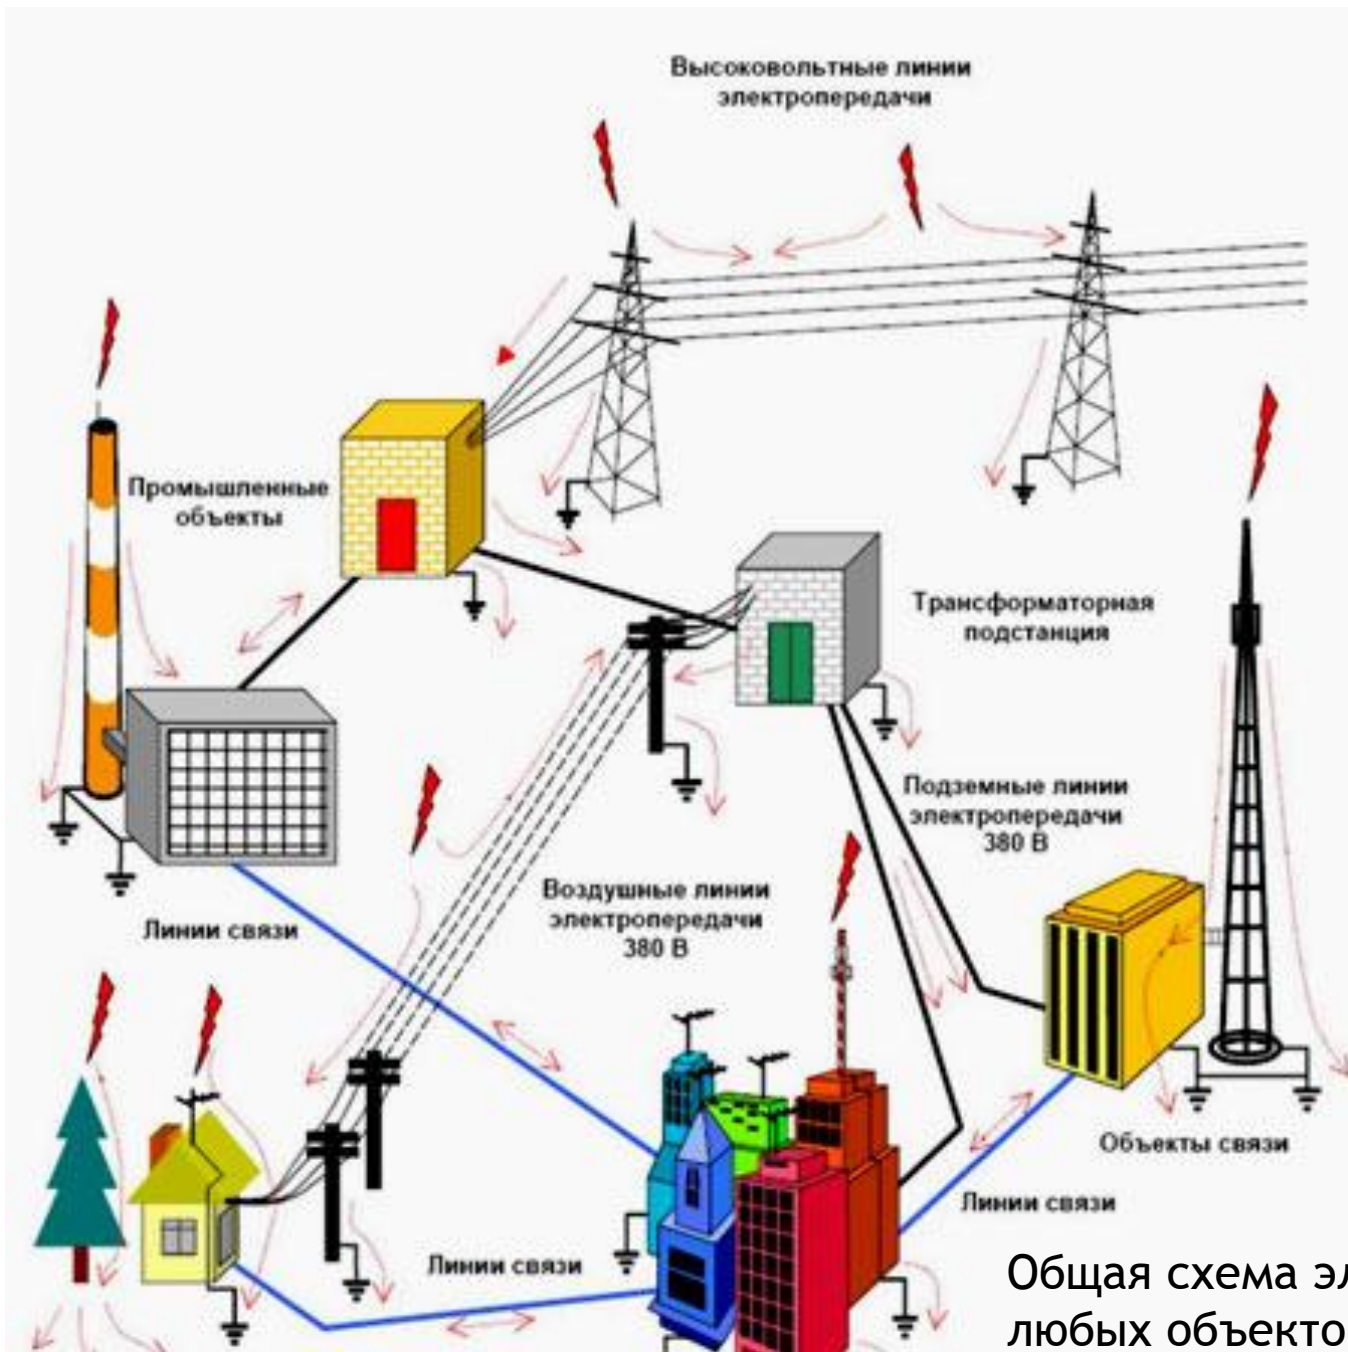 Высоковольтные линии
электропередачи
Промышленные
объекты
Трансформаторная
подстанция
Подземные линии
электропередачи
380 В
Воздушные линии
электропередачи
380 В
Линии связи
Объекты связи
Линии связи
Линии связи
Общая схема эл
любых объекто